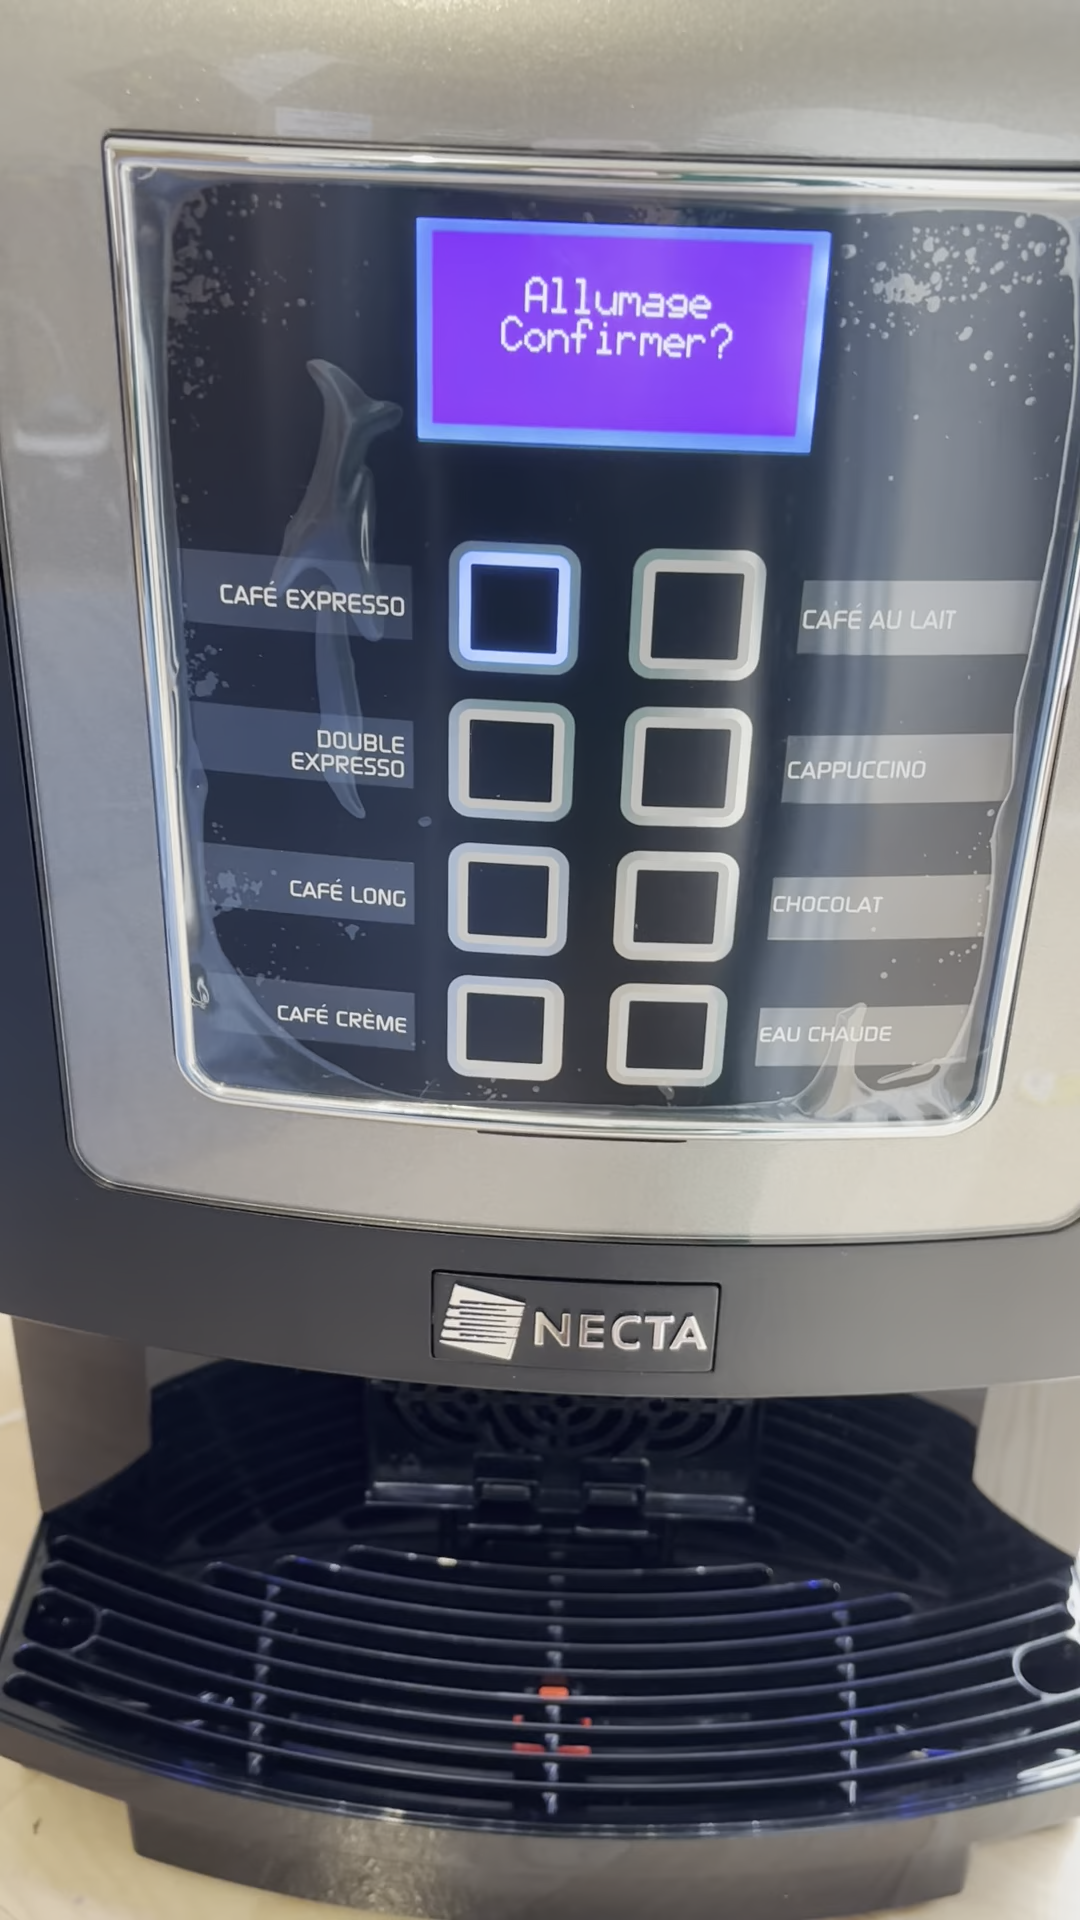 Allumage
Confirmer?
CAFÉ EXPRESSO
CAFÉ AU LAIT
DOUBLE
EXPRESSO
CAPPUCCINO
CAFÉ LONG
CHOCOLAT
CAFÉ CRÈME
EAU CHAUDE
NECTA